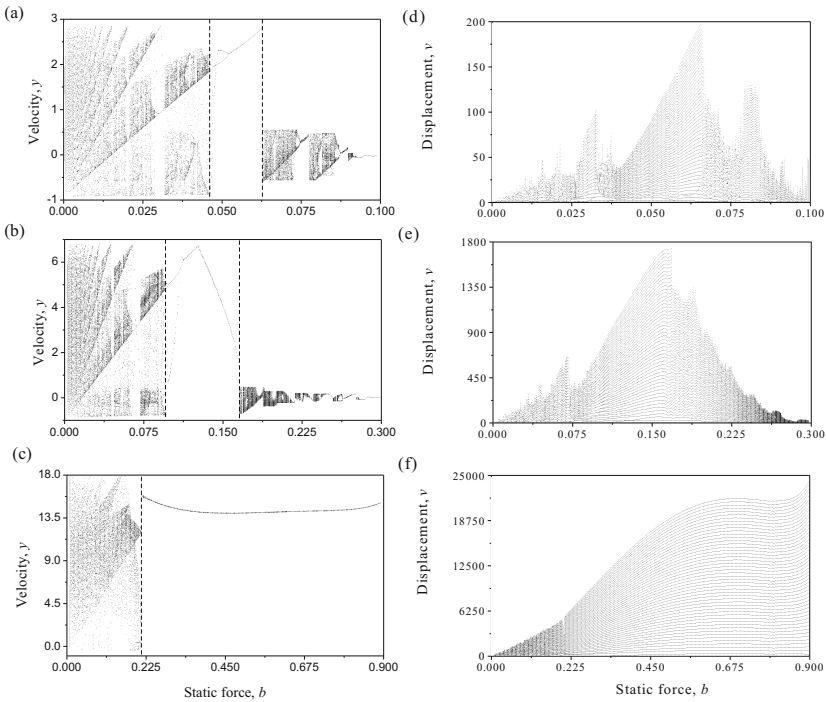 (a)
Velocity, y
3
2
1
0
-1
0.000 0.025 0.050 0.075 0.100
(d)
Displacement, v
200
150
100
50
0
0.000 0.025 0.050 0.075 0.100
(b)
Velocity, y
6
4
2
0
0.000 0.075 0.150 0.225 0.300
(e)
Displacement, v
1800
1350
900
450
0
0.000 0.075 0.150 0.225 0.300
(c)
Velocity, y
18.0
13.5
9.0
4.5
0.0
0.000 0.225 0.450 0.675 0.900
Static force, b
(f)
Displacement, v
25000
18750
12500
6250
0
0.000 0.225 0.450 0.675 0.900
Static force, b